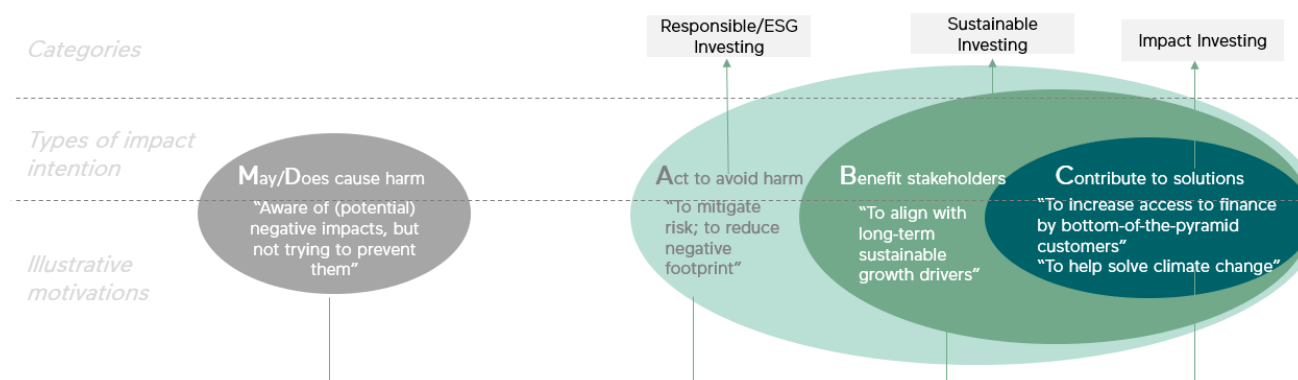 Categories
Responsible/ESG
Investing
Sustainable
Investing
Impact Investing
Types of impact
intention
May/Does cause harm
Act to avoid harm
Benefit stakeholders
Contribute to solutions
Illustrative
motivations
“Aware of (potential)
negative impacts, but
not trying to prevent
them”
“To mitigate
risk; to reduce
negative
footprint”
“To align with
long-term
sustainable
growth drivers”
“To increase access to finance
by bottom-of-the-pyramid
customers”
“To help solve climate change”